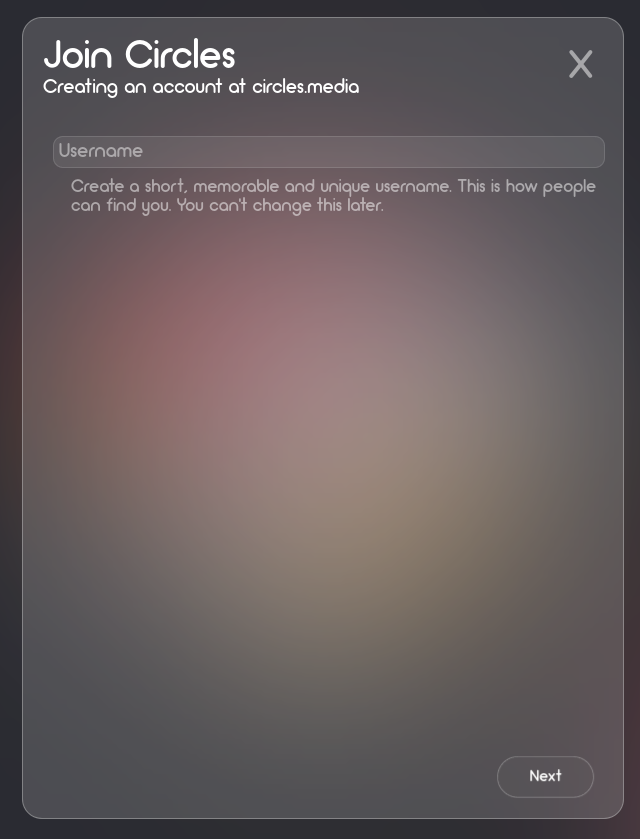 Join Circles
Creating an account at circles.media
X
Username
Create a short, memorable and unique username. This is how people
can find you. You can't change this later.
Next